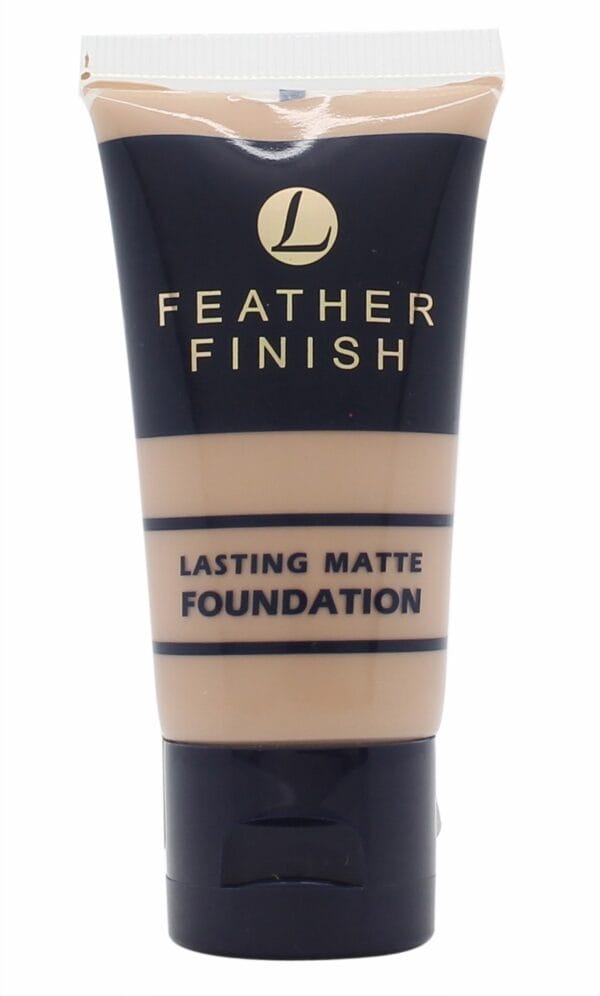 L
FEATHER
FINISH
LASTING MATTE
FOUNDATION